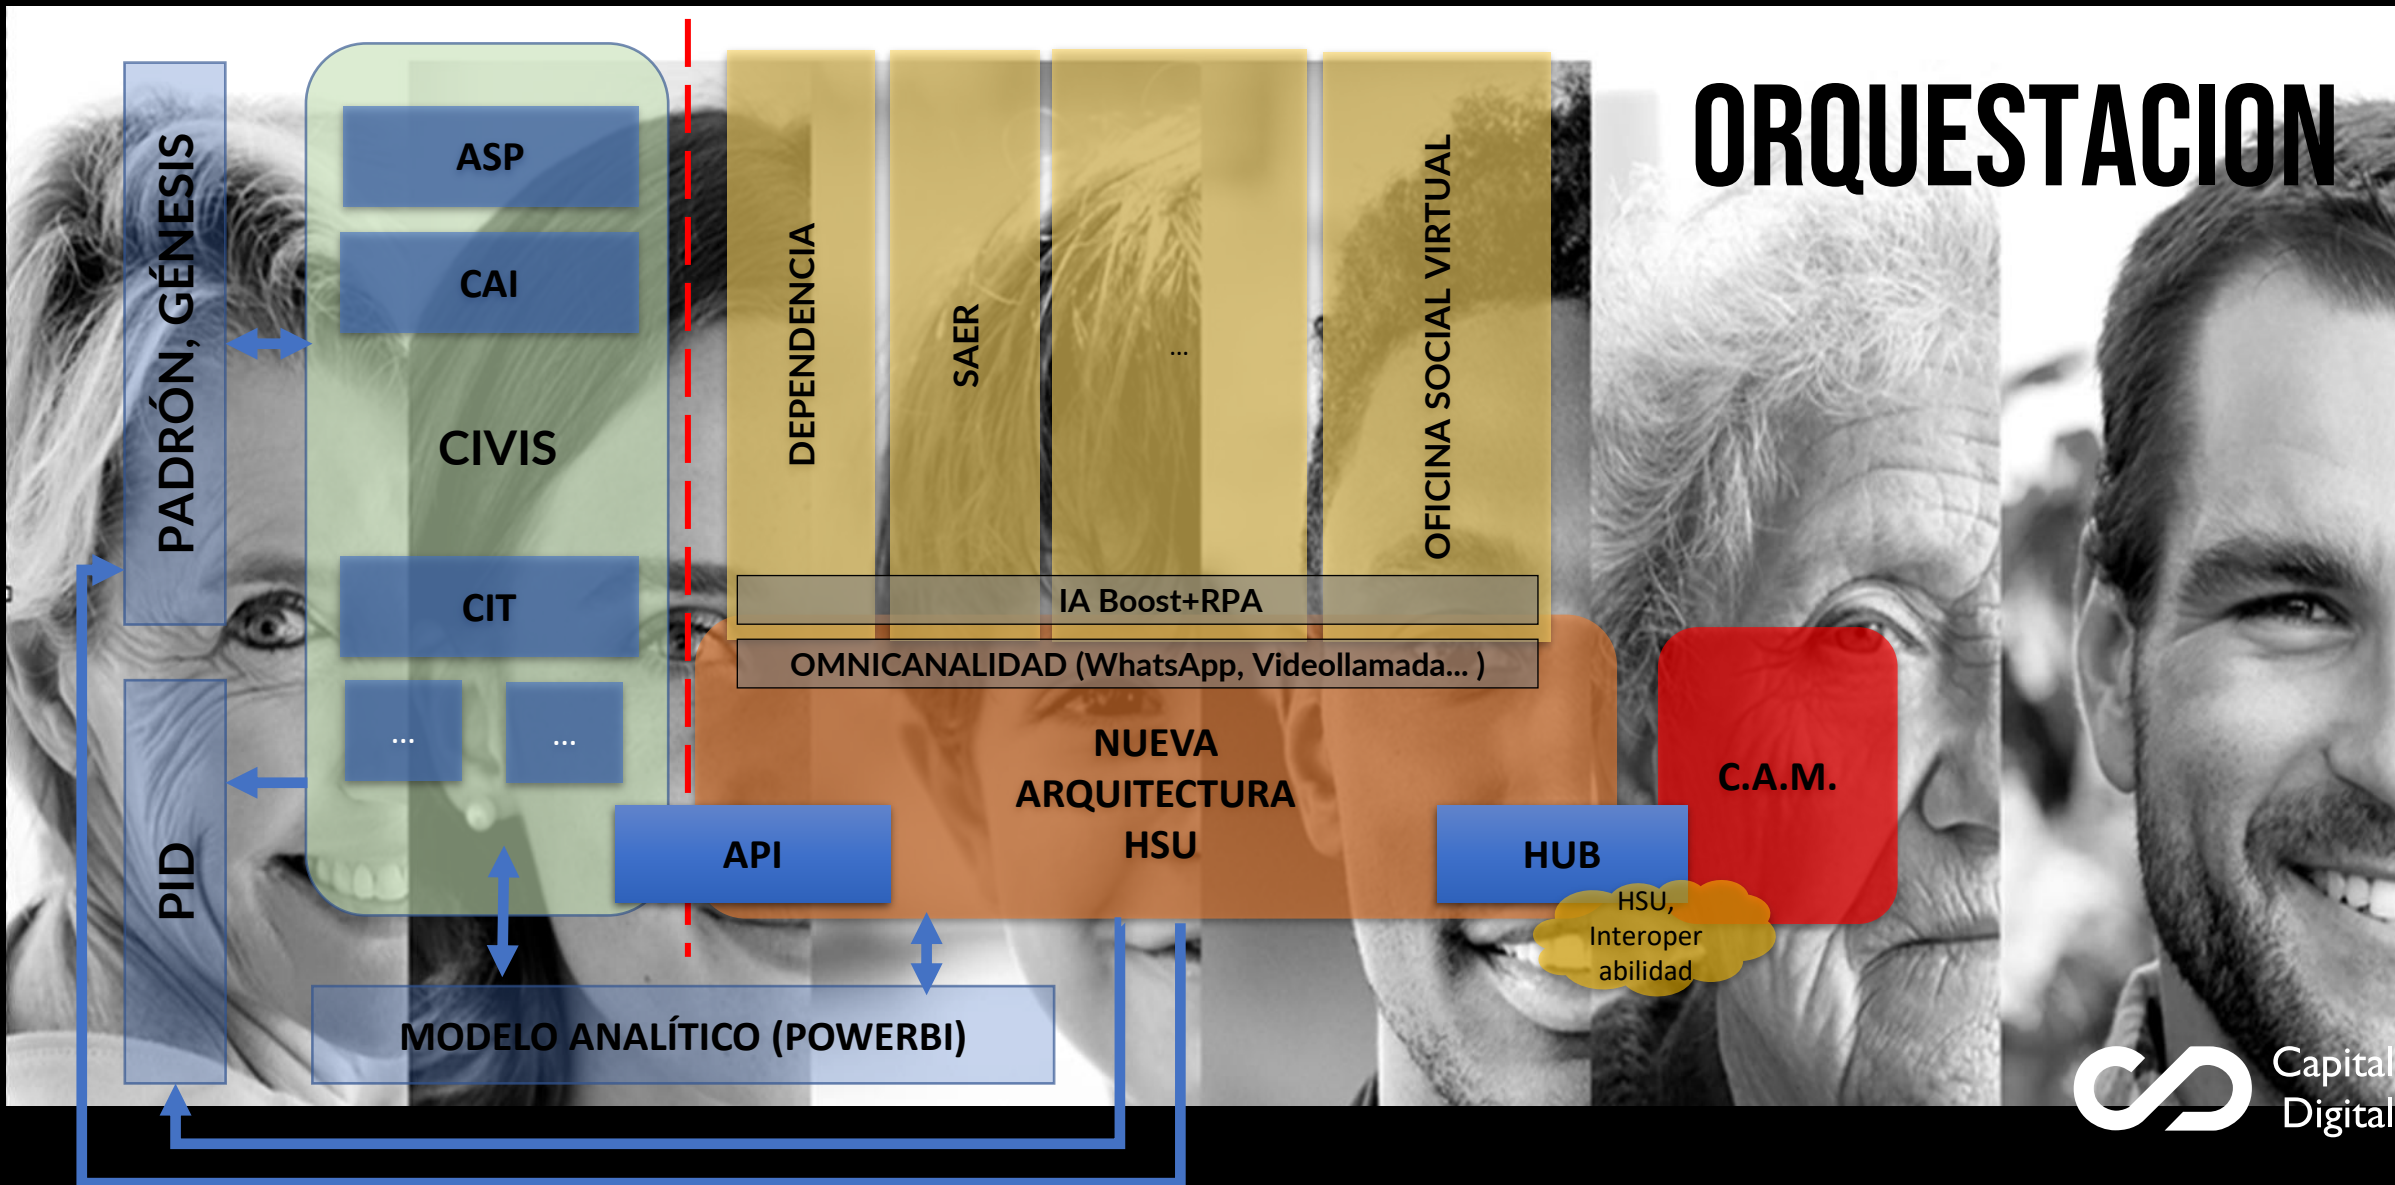 ORQUESTACION
PADRÓN, GÉNESIS
ASP
CAI
CIVIS
CIT
...
...
PID
DEPENDENCIA
SAER
...
OFICINA SOCIAL VIRTUAL
IA Boost+RPA
OMNICANALIDAD (WhatsApp, Videollamada... )
NUEVA
ARQUITECTURA
HSU
API
HUB
C.A.M.
HSU,
Interoper
abilidad
MODELO ANALÍTICO (POWERBI)
Capital
Digital